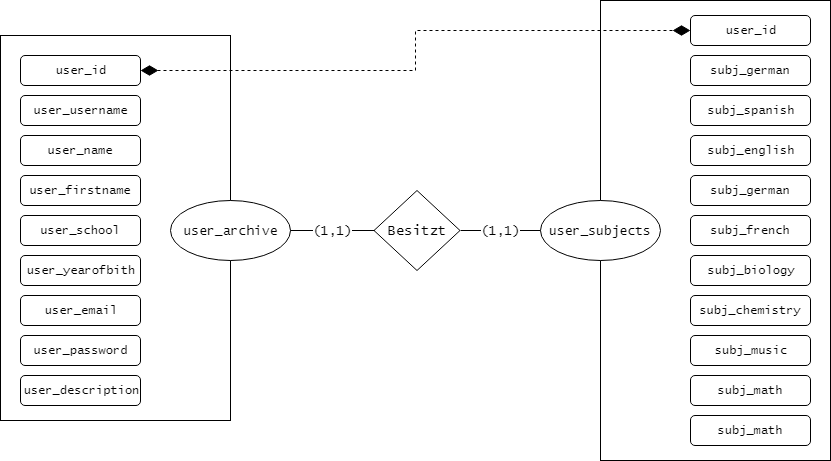 user_id
user_username
user_name
user_firstname
user_school
user_yearofbith
user_email
user_password
user_description
user_archive
(1,1)
Besitzt
(1,1)
user_subjects
user_id
subj_german
subj_spanish
subj_english
subj_german
subj_french
subj_biology
subj_chemistry
subj_music
subj_math
subj_math